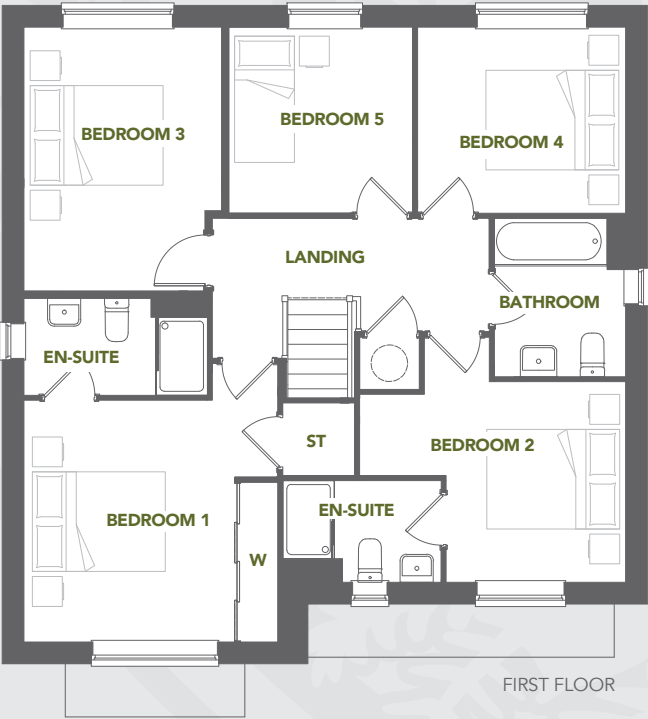 BEDROOM 3
BEDROOM 5
BEDROOM 4
LANDING
BATHROOM
EN-SUITE
ST
BEDROOM 2
BEDROOM 1
EN-SUITE
W
FIRST FLOOR